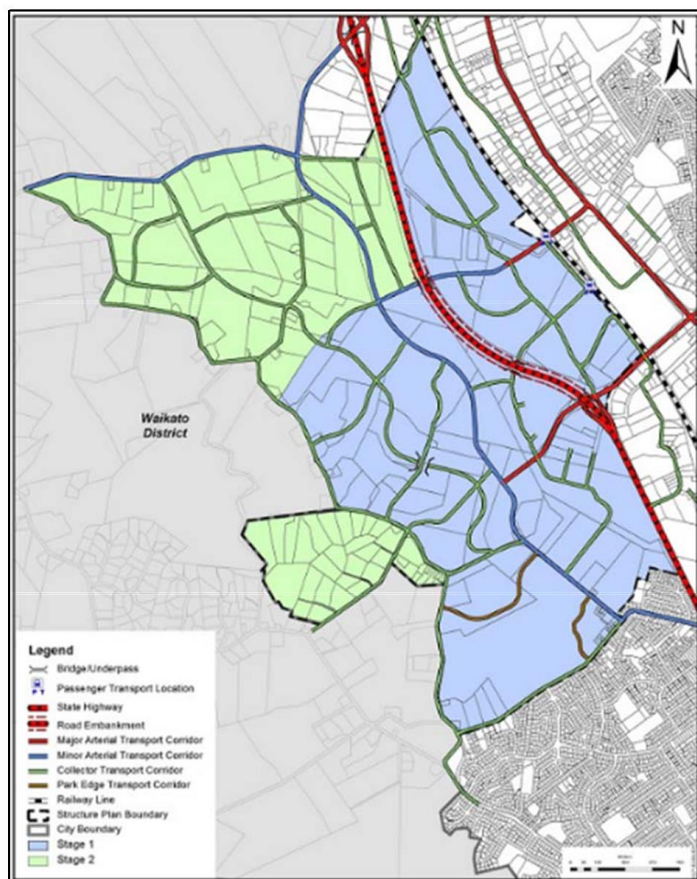 N
Waikato
District
Legend
Bridge/Underpass
Passenger Transport Location
State Highway
Road Embankment
Major Arterial Transport Corridor
Minor Arterial Transport Corridor
Collector Transport Corridor
Park Edge Transport Corridor
Railway Line
Structure Plan Boundary
City Boundary
Stage 1
Stage 2